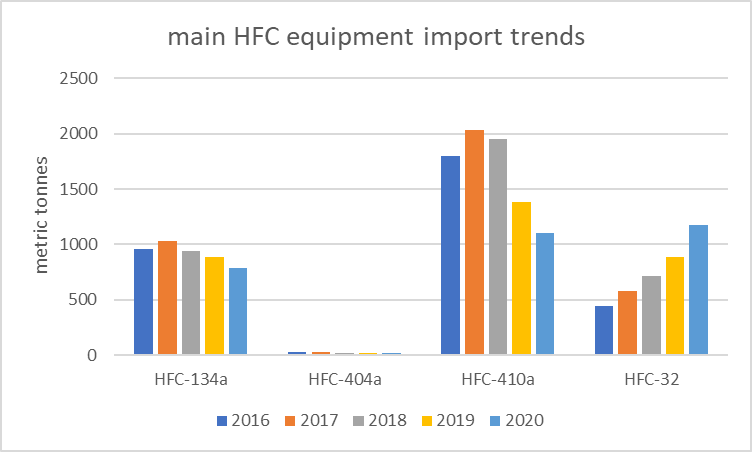 main HFC equipment import trends
2500
2000
1500
1000
500
0
metric tonnes
HFC-134a HFC-404a HFC-410a HFC-32
2016 2017 2018 2019 2020